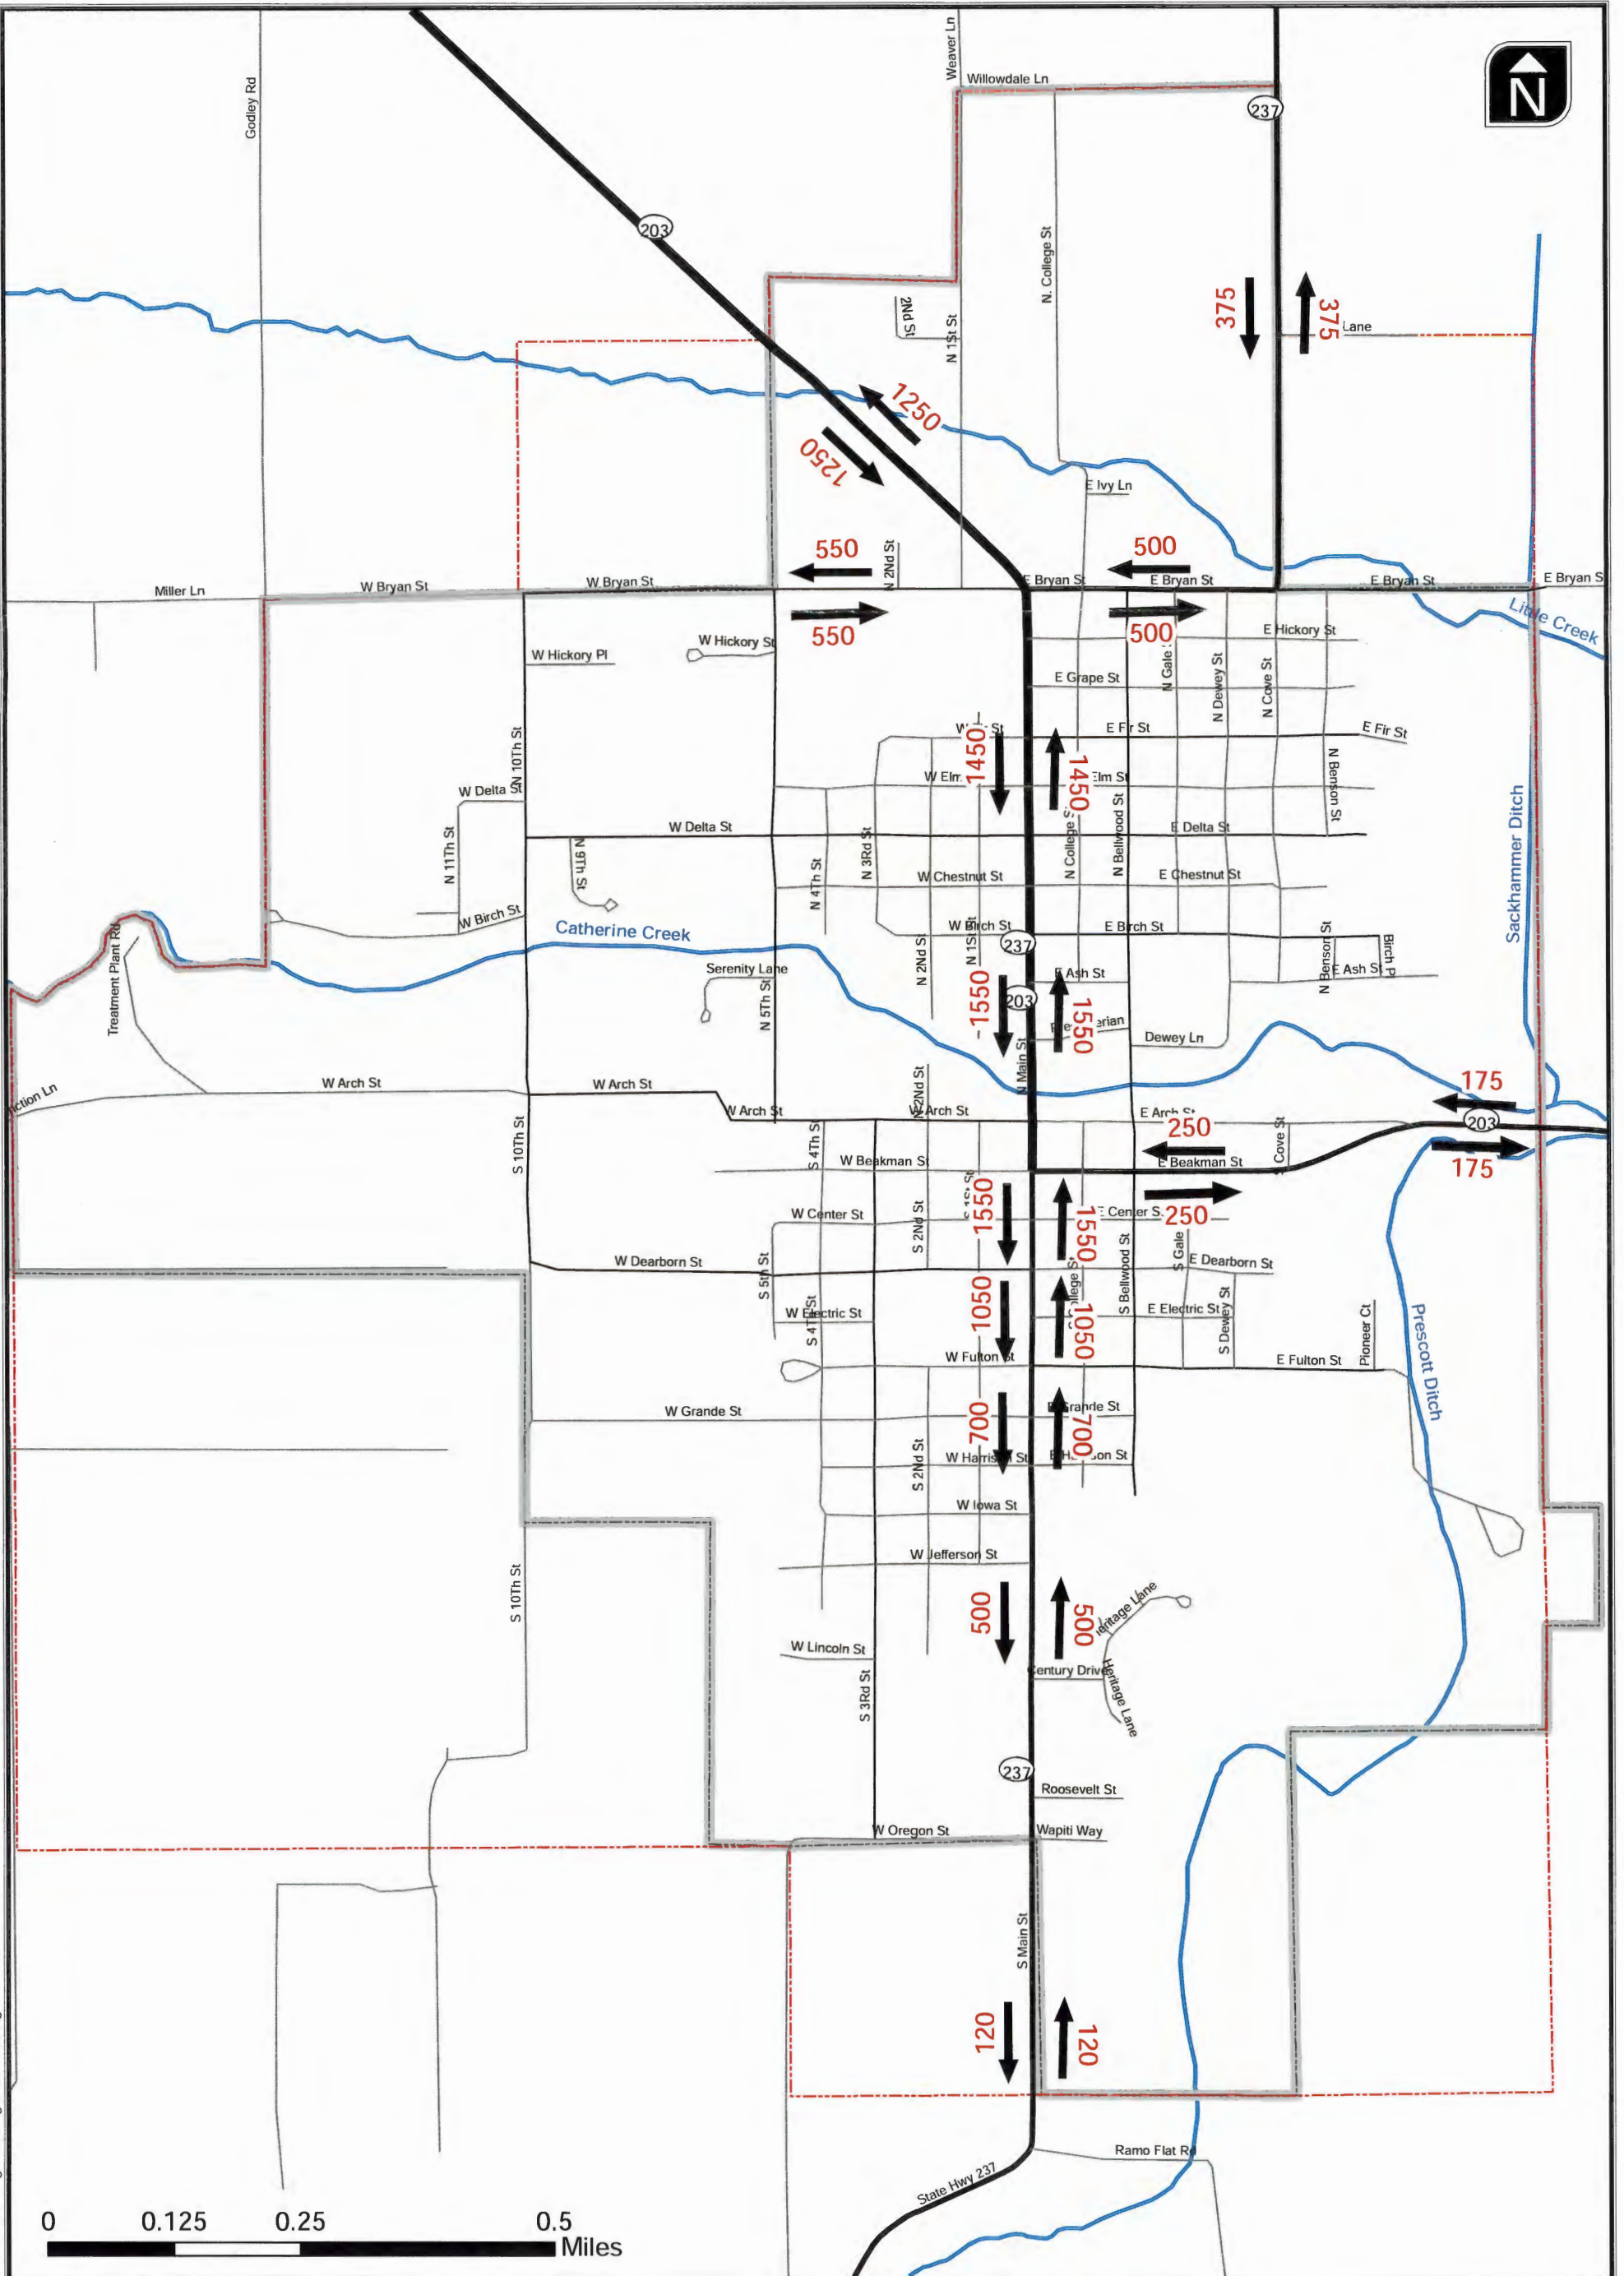 Weaver Ln
Willowdale Ln
Godley Rd
237
N
203
N. College St
2Nd St
N 1St St
375
375
Lane
1250
1250
E Ivy Ln
550
N 2Nd St
500
Miller Ln
W Bryan St
W Bryan St
E Bryan St
E Bryan St
E Bryan St
E Bryan S
550
500
Little Creek
W Hickory Pl
W Hickory St
E Hickory St
N Gale
N Dewey St
N Cove St
E Grape St
N 10Th St
1450
1450
E Fir St
E Fir St
W Elm
Elm St
N Benson St
W Delta St
W Delta St
E Delta St
N 11Th St
N 9Th St
N 4Th St
N 3Rd St
N College S
N Bellwood St
W Chestnut St
E Chestnut St
Sackhammer Ditch
W Birch St
W Birch St
E Birch St
Catherine Creek
237
N 2Nd St
N 1St St
N Benson St
Birch Pl
Treatment Plant Rd
Serenity Lane
N 5Th St
E Ash St
E Ash St
1550
203
1550
Dewey Ln
N Main St
175
W Arch St
W Arch St
W Arch St
W Arch St
E Arch St
N 2Nd St
203
250
175
S 10Th St
S 4Th St
W Beakman St
E Beakman St
Cove St
250
1550
1550
W Center St
E Center S
S 2Nd St
S 1St St
S Bellwood St
S Gale
W Dearborn St
E Dearborn St
S 5th St
1050
1050
W Electric St
E Electric St
S 4Th St
S Dewey St
Pioneer Ct
Prescott Ditch
W Fulton St
E Fulton St
W Grande St
E Grande St
700
700
W Harrison St
S 2Nd St
W Iowa St
W Jefferson St
S 10Th St
500
500
Heritage Lane
W Lincoln St
Century Drive
Heritage Lane
S 3Rd St
237
Roosevelt St
W Oregon St
Wapiti Way
S Main St
120
120
Ramo Flat Rd
State Hwy 237
0 0.125 0.25 0.5
Miles